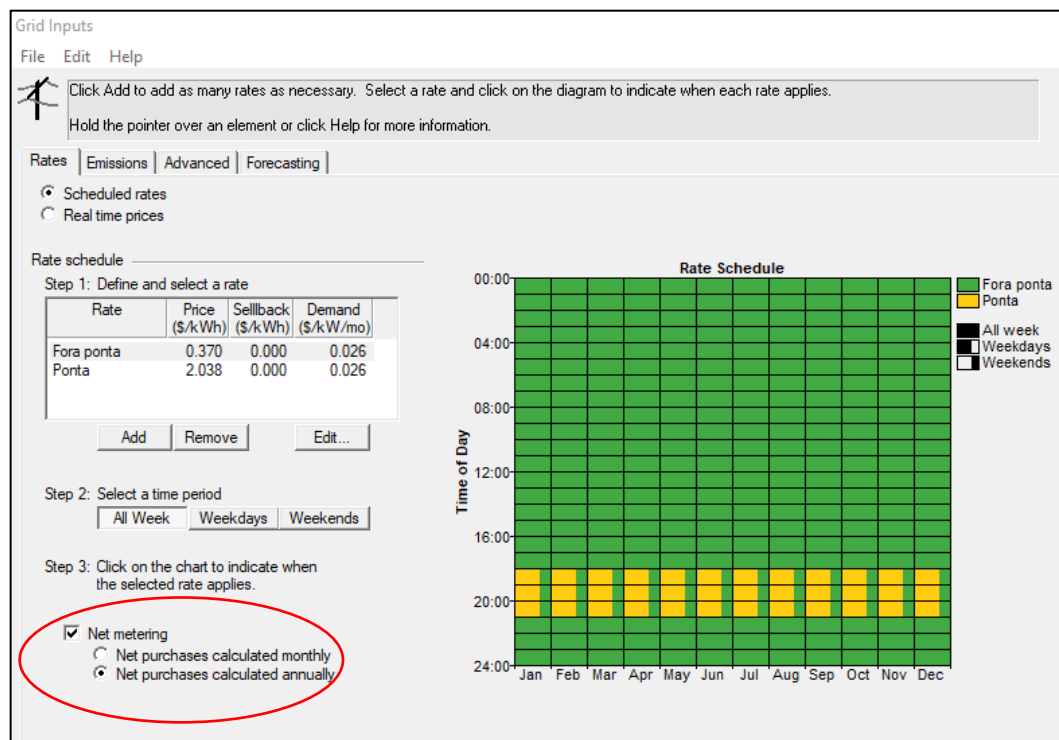 Grid Inputs
File Edit Help
Click Add to add as many rates as necessary. Select a rate and click on the diagram to indicate when each rate applies.
Hold the pointer over an element or click Help for more information.
Rates Emissions Advanced Forecasting
Scheduled rates
Real time prices
Rate schedule
Step 1: Define and select a rate
Rate Price Selllback Demand
($/kWh) ($/kWh) ($/kW/mo)
Fora ponta 0.370 0.000 0.026
Ponta 2.038 0.000 0.026
Add Remove Edit...
Step 2: Select a time period
All Week Weekdays Weekends
Step 3: Click on the chart to indicate when
the selected rate applies.
Net metering
Net purchases calculated monthly
Net purchases calculated annually
Rate Schedule
Time of Day
00:00
04:00
08:00
12:00
16:00
20:00
24:00
Jan Feb Mar Apr May Jun Jul Aug Sep Oct Nov Dec
Fora ponta
Ponta
All week
Weekdays
Weekends